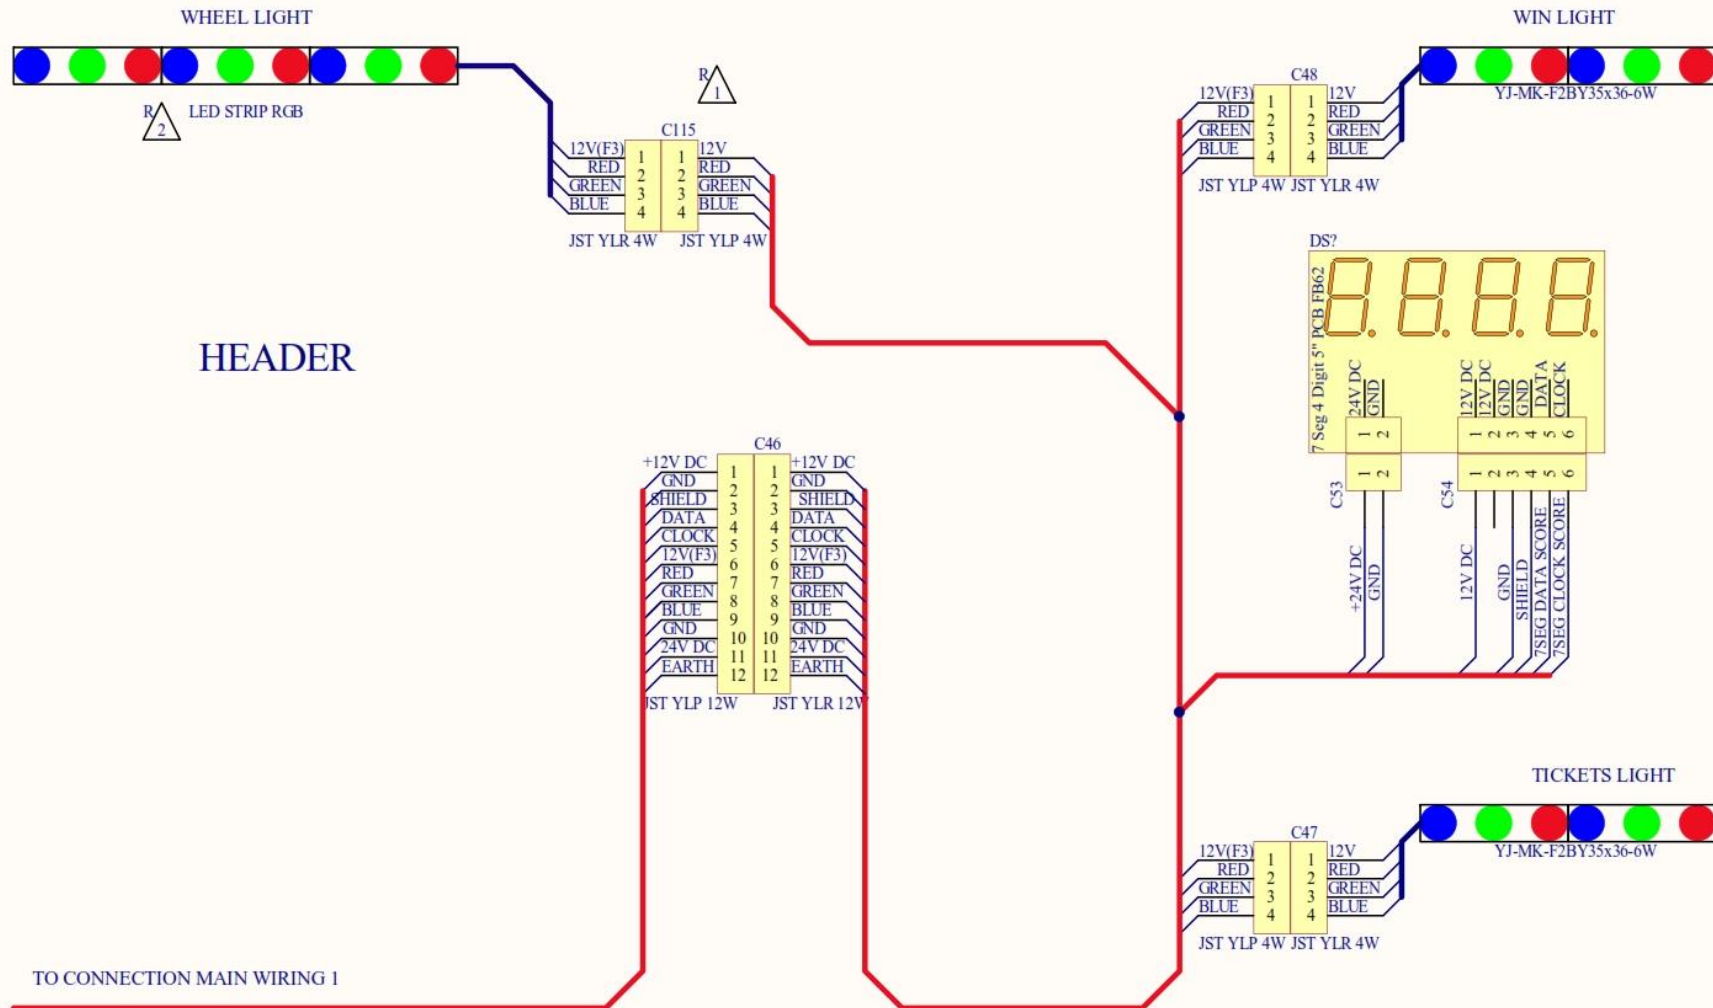 WHEEL LIGHT
R
2
LED STRIP RGB
R
1
C115
12V(F3) 1 1 12V
RED 2 2 RED
GREEN 3 3 GREEN
BLUE 4 4 BLUE
JST YLR 4W JST YLP 4W
WIN LIGHT
YJ-MK-F2BY35x36-6W
C48
12V(F3) 1 1 12V
RED 2 2 RED
GREEN 3 3 GREEN
BLUE 4 4 BLUE
JST YLP 4W JST YLR 4W
HEADER
DS?
7 Seg 4 Digit 5" PCB FB62
8.8.8.8.
24V DC
GND
12V DC
12V DC
GND
GND
DATA
CLOCK
1 2 1 2 3 4 5 6
1 2 1 2 3 4 5 6
C53
C54
+24V DC
GND
12V DC
GND
SHIELD
7SEG DATA SCORE
7SEG CLOCK SCORE
C46
+12V DC 1 1 +12V DC
GND 2 2 GND
SHIELD 3 3 SHIELD
DATA 4 4 DATA
CLOCK 5 5 CLOCK
12V(F3) 6 6 12V(F3)
RED 7 7 RED
GREEN 8 8 GREEN
BLUE 9 9 BLUE
GND 10 10 GND
24V DC 11 11 24V DC
EARTH 12 12 EARTH
JST YLP 12W JST YLR 12W
TICKETS LIGHT
YJ-MK-F2BY35x36-6W
C47
12V(F3) 1 1 12V
RED 2 2 RED
GREEN 3 3 GREEN
BLUE 4 4 BLUE
JST YLP 4W JST YLR 4W
TO CONNECTION MAIN WIRING 1